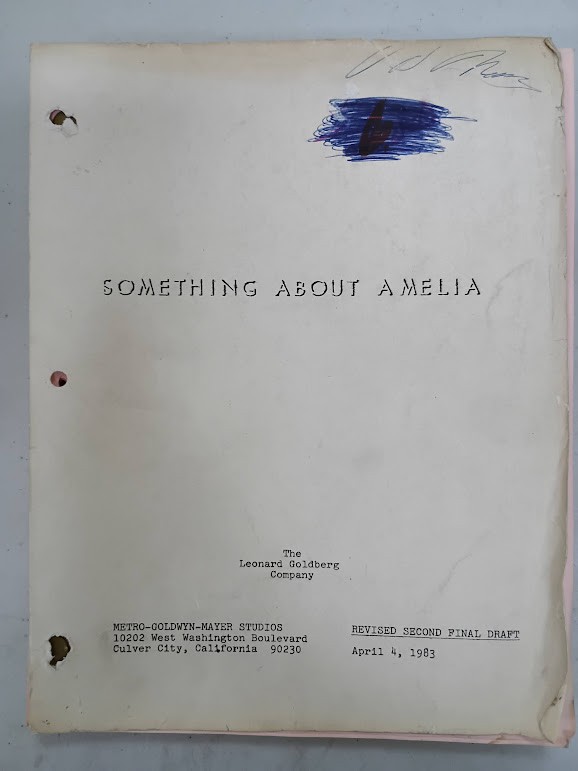 SOMETHING ABOUT AMELIA
The
Leonard Goldberg
Company
METRO-GOLDWYN-MAYER STUDIOS
10202 West Washington Boulevard
Culver City, California 90230
REVISED SECOND FINAL DRAFT
April 4, 1983